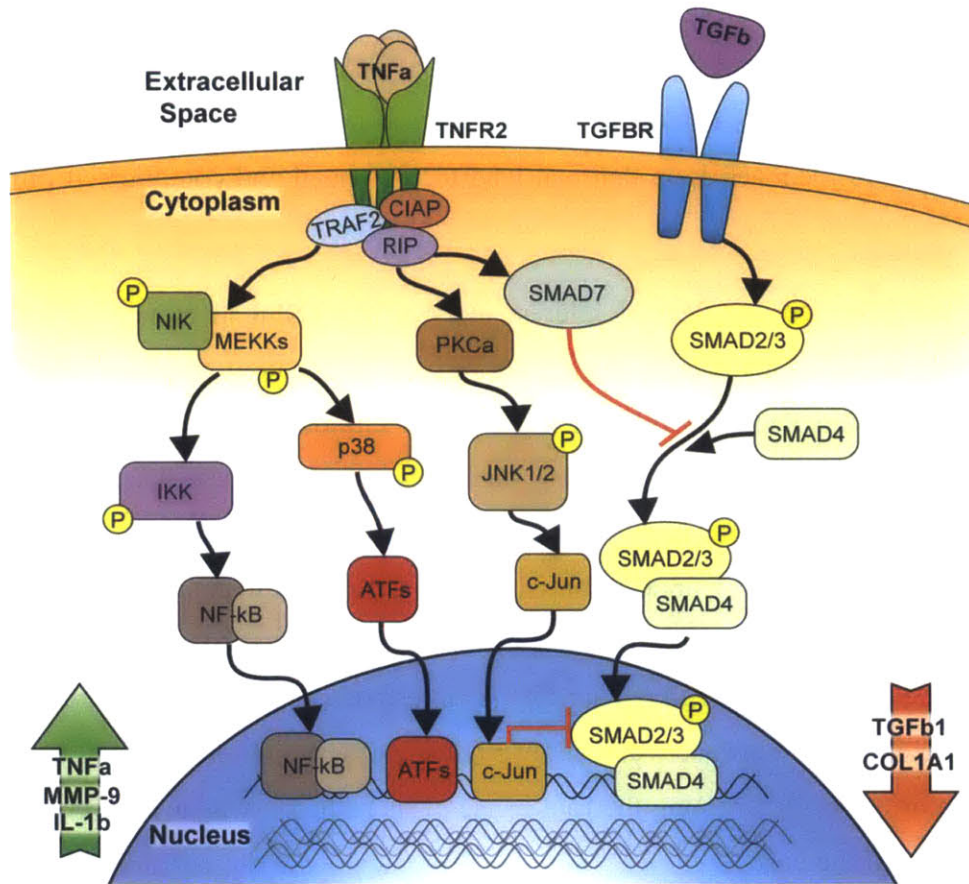 TGFb
TNFa
Extracellular
Space
TNFR2
TGFBR
Cytoplasm
CIAP
TRAF2
RIP
P
NIK
MEKKs
P
PKCa
SMAD7
P
SMAD2/3
p38
P
P
JNK1/2
SMAD4
IKK
P
P
SMAD2/3
SMAD4
NF-kB
ATFs
c-Jun
P
SMAD2/3
SMAD4
NF-kB
ATFs
c-Jun
TNFa
MMP-9
IL-1b
TGFb1
COL1A1
Nucleus